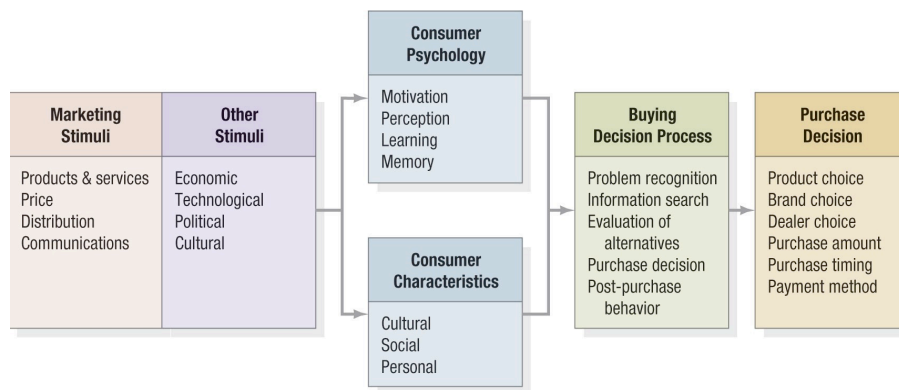 Marketing
Stimuli
Products & services
Price
Distribution
Communications
Other
Stimuli
Economic
Technological
Political
Cultural
Consumer
Psychology
Motivation
Perception
Learning
Memory
Consumer
Characteristics
Cultural
Social
Personal
Buying
Decision Process
Problem recognition
Information search
Evaluation of
alternatives
Purchase decision
Post-purchase
behavior
Purchase
Decision
Product choice
Brand choice
Dealer choice
Purchase amount
Purchase timing
Payment method